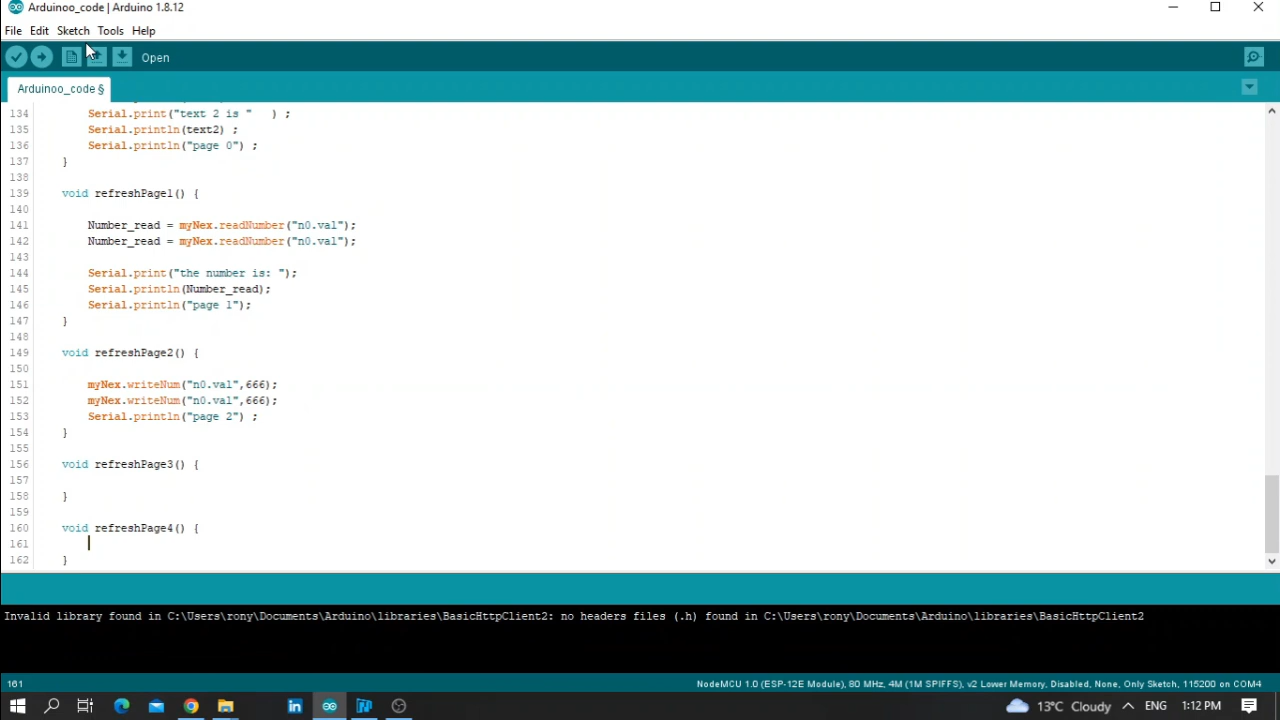 Arduinoo_code | Arduino 1.8.12
File Edit Sketch Tools Help
Open
Arduinoo_code §
134 Serial.print("text 2 is "   ) ;
135 Serial.println(text2) ;
136 Serial.println("page 0") ;
137 }
138
139 void refreshPage1() {
140
141 Number_read = myNex.readNumber("n0.val");
142 Number_read = myNex.readNumber("n0.val");
143
144 Serial.print("the number is: ");
145 Serial.println(Number_read);
146 Serial.println("page 1");
147 }
148
149 void refreshPage2() {
150
151 myNex.writeNum("n0.val",666);
152 myNex.writeNum("n0.val",666);
153 Serial.println("page 2") ;
154 }
155
156 void refreshPage3() {
157
158 }
159
160 void refreshPage4() {
161
162 }
Invalid library found in C:\Users\rony\Documents\Arduino\libraries\BasicHttpClient2: no headers files (.h) found in C:\Users\rony\Documents\Arduino\libraries\BasicHttpClient2
161 NodeMCU 1.0 (ESP-12E Module), 80 MHz, 4M (1M SPIFFS), v2 Lower Memory, Disabled, None, Only Sketch, 115200 on COM4
13°C Cloudy ENG 1:12 PM